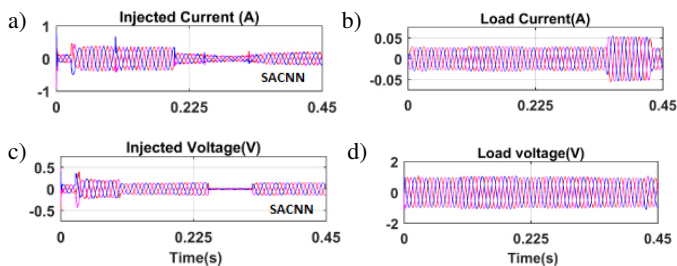 a)
Injected Current (A)
1
0
-1
SACNN
0
0.225
0.45
b)
Load Current(A)
0.05
0
-0.05
0
0.225
0.45
c)
Injected Voltage(V)
0.5
0
-0.5
SACNN
0
0.225
0.45
Time(s)
d)
Load voltage(V)
2
0
-2
0
0.225
0.45
Time(s)